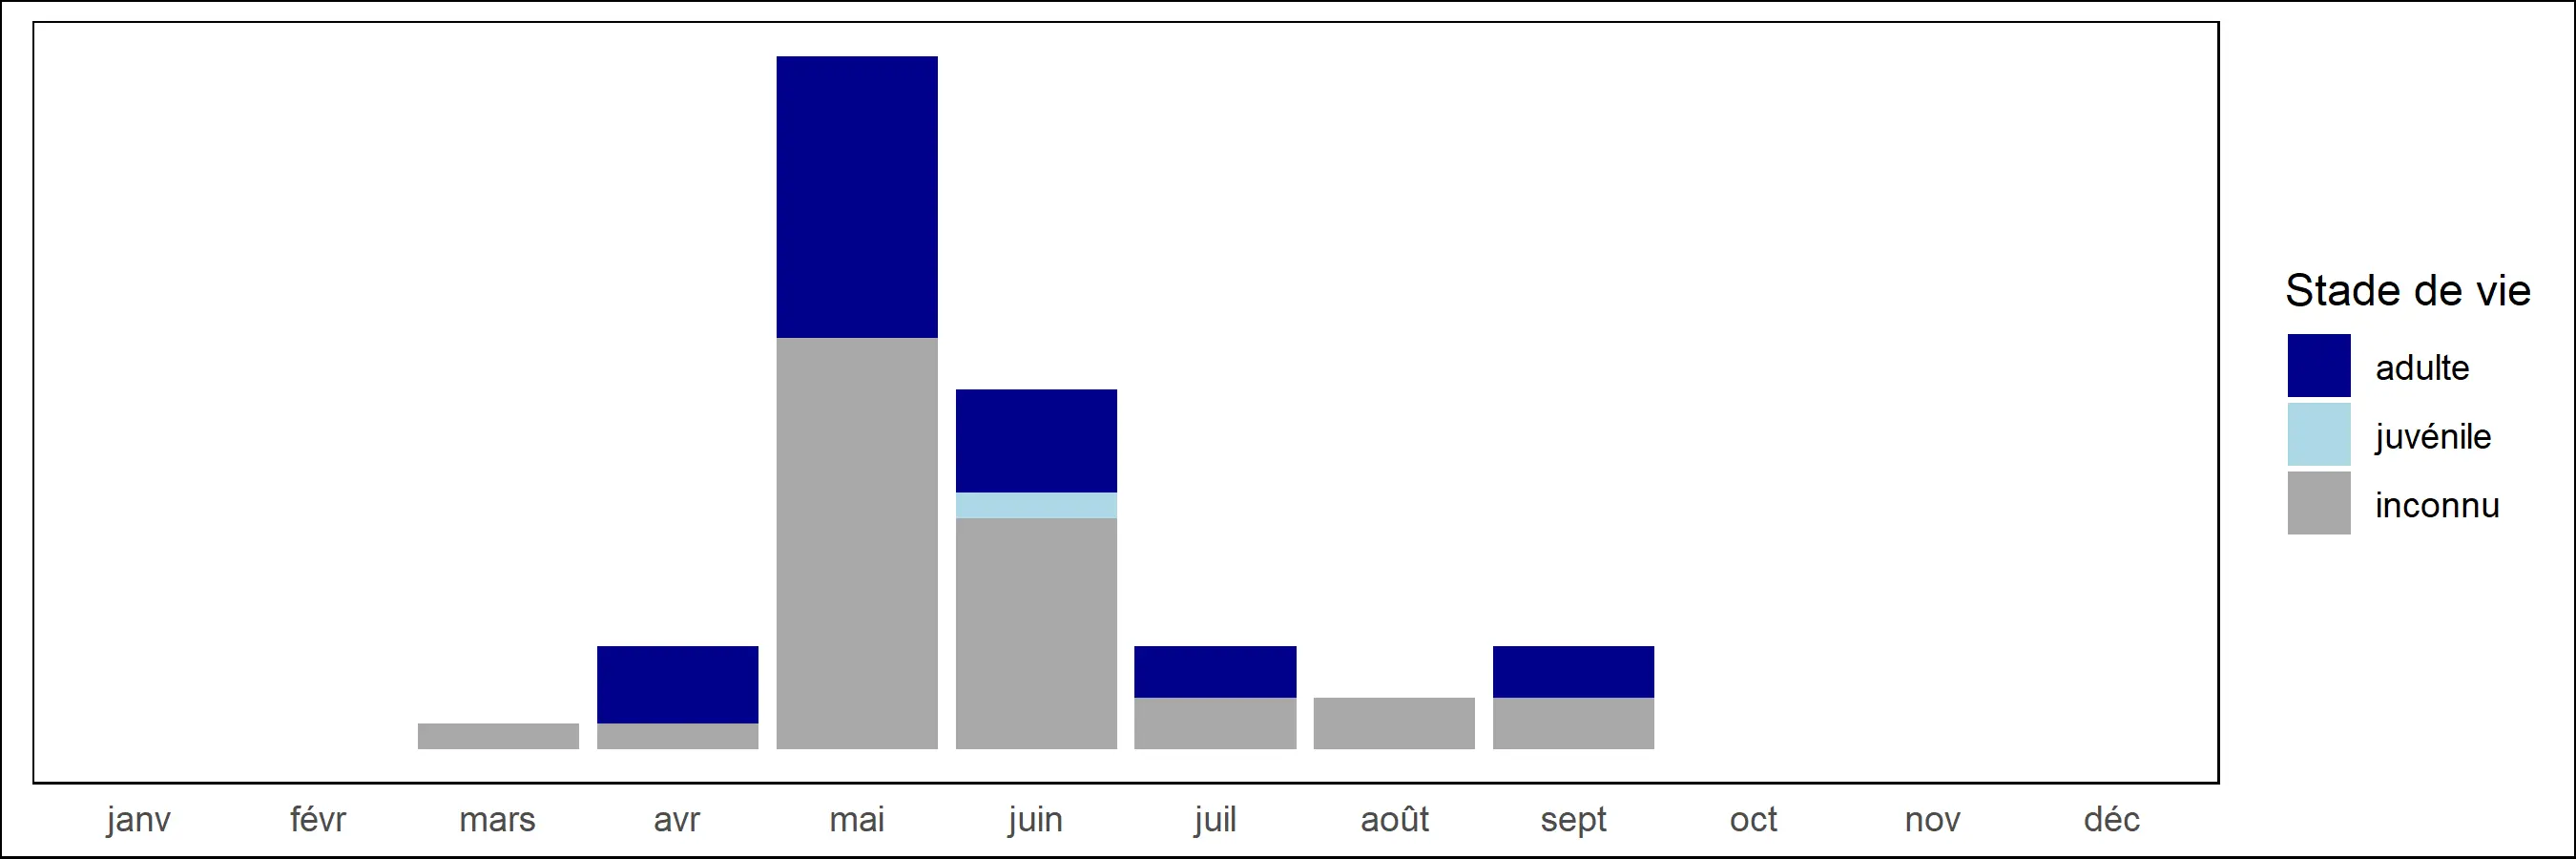 Stade de vie
adulte
juvénile
inconnu
janv févr mars avr mai juin juil août sept oct nov déc